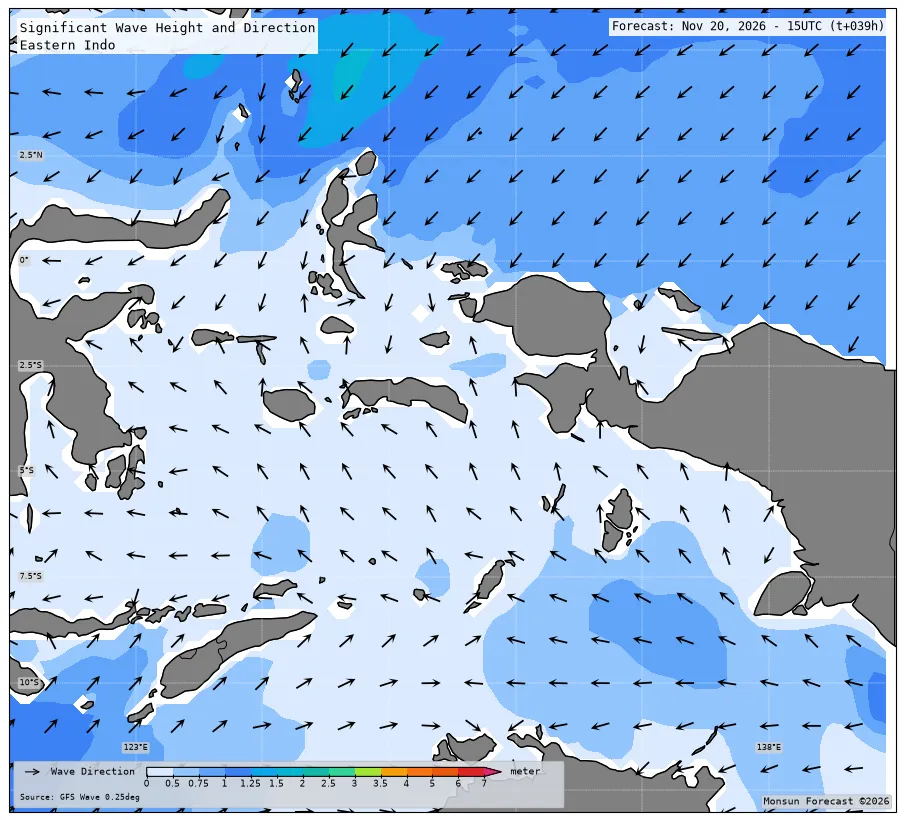 Significant Wave Height and Direction
Eastern Indo
Forecast: Nov 20, 2026 - 15UTC (t+039h)
2.5°N
0°
2.5°S
5°S
7.5°S
10°S
123°E
138°E
Wave Direction
meter
0 0.5 0.75 1 1.25 1.5 2 2.5 3 3.5 4 5 6 7
Source: GFS Wave 0.25deg
Monsun Forecast ©2026